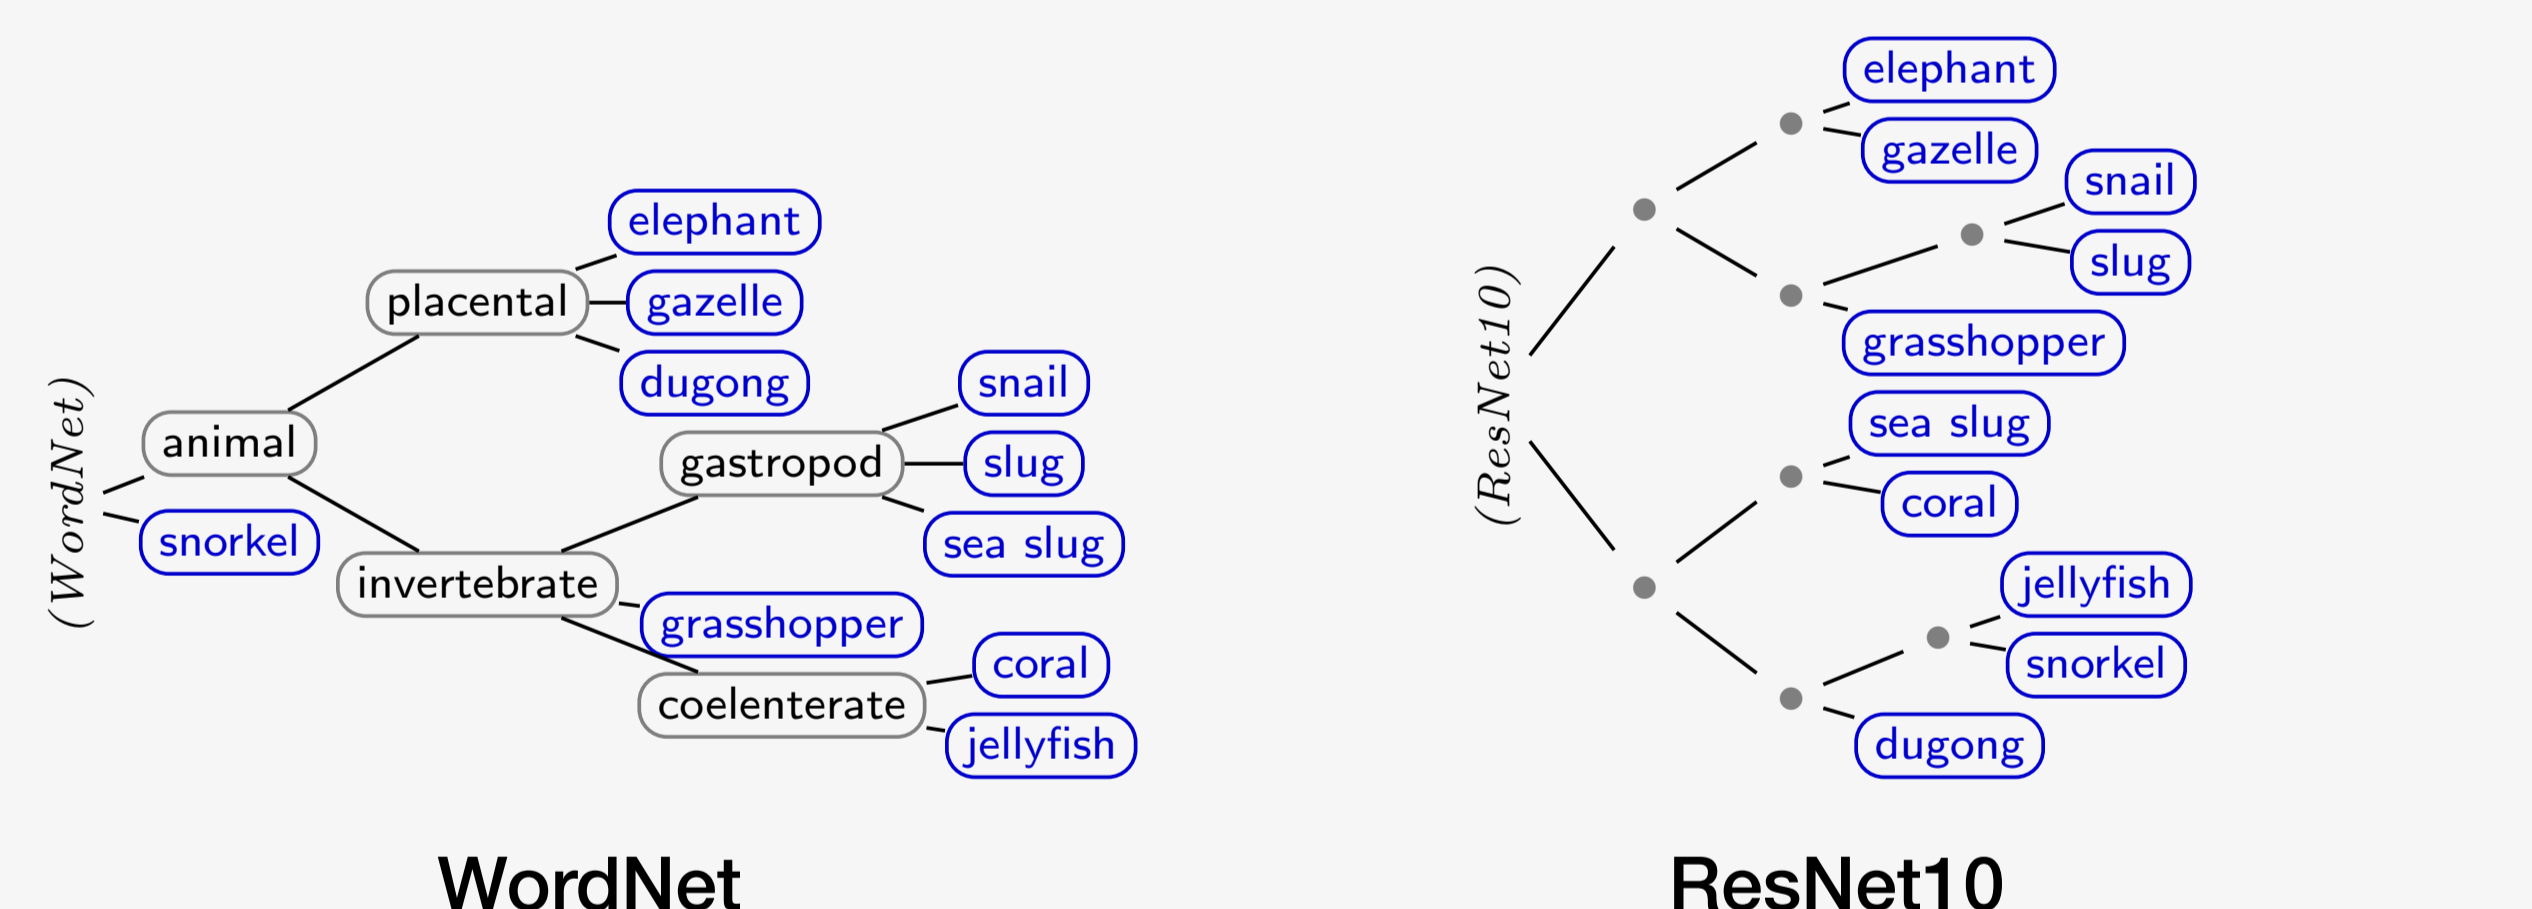 (WordNet)
animal
snorkel
placental
invertebrate
elephant
gazelle
dugong
gastropod
grasshopper
coelenterate
snail
slug
sea slug
coral
jellyfish
WordNet
(ResNet10)
elephant
gazelle
snail
slug
grasshopper
sea slug
coral
jellyfish
snorkel
dugong
ResNet10